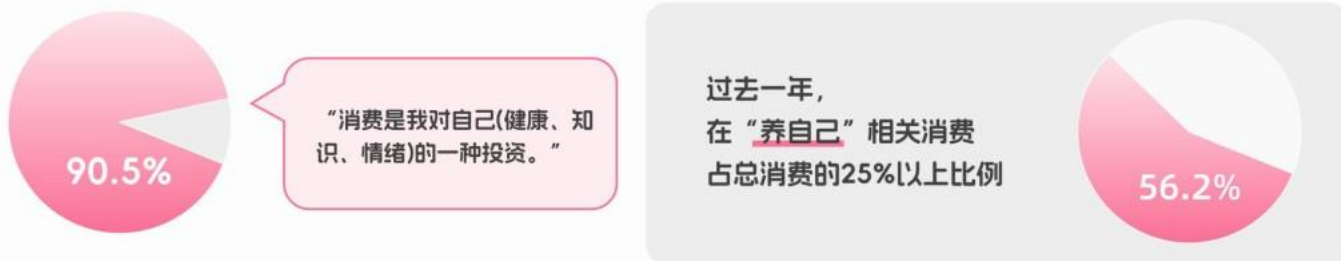 90.5%
“消费是我对自己(健康、知
识、情绪)的一种投资。”
过去一年，
在“养自己”相关消费
占总消费的25%以上比例
56.2%